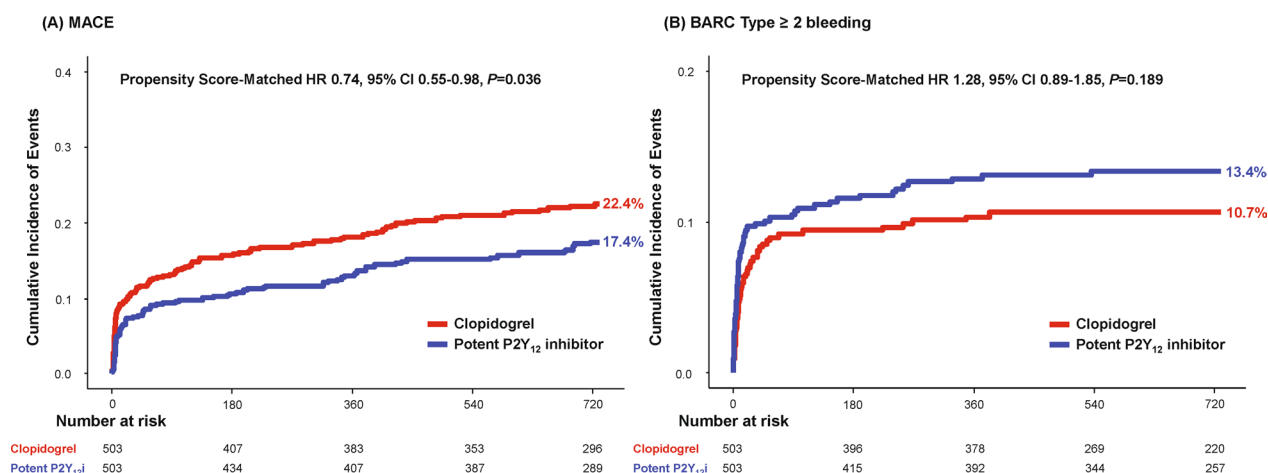 (A) MACE
Cumulative Incidence of Events
0.4
0.3
0.2
0.1
0.0
Propensity Score-Matched HR 0.74, 95% CI 0.55-0.98, P=0.036
22.4%
17.4%
Clopidogrel
Potent P2Y₁₂ inhibitor
0 180 360 540 720
Number at risk
Clopidogrel 503 407 383 353 296
Potent P2Y₁₂i 503 434 407 387 289
(B) BARC Type ≥ 2 bleeding
Cumulative Incidence of Events
0.2
0.1
0.0
Propensity Score-Matched HR 1.28, 95% CI 0.89-1.85, P=0.189
13.4%
10.7%
Clopidogrel
Potent P2Y₁₂ inhibitor
0 180 360 540 720
Number at risk
Clopidogrel 503 396 378 269 220
Potent P2Y₁₂i 503 415 392 344 257